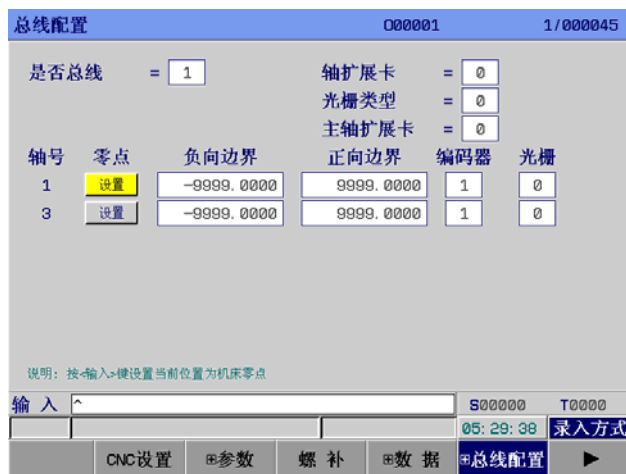 总线配置 O00001 1/000045
是否总线 = 1 轴扩展卡 = 0
光栅类型 = 0
主轴扩展卡 = 0
轴号 零点 负向边界 正向边界 编码器 光栅
1 设置 -9999.0000 9999.0000 1 0
3 设置 -9999.0000 9999.0000 1 0
说明: 按<输入>键设置当前位置为机床零点
输 入 ^ S00000 T0000
05:29:38 录入方式
CNC设置 ⊞参数 螺 补 ⊞数 据 ⊞总线配置 ▶